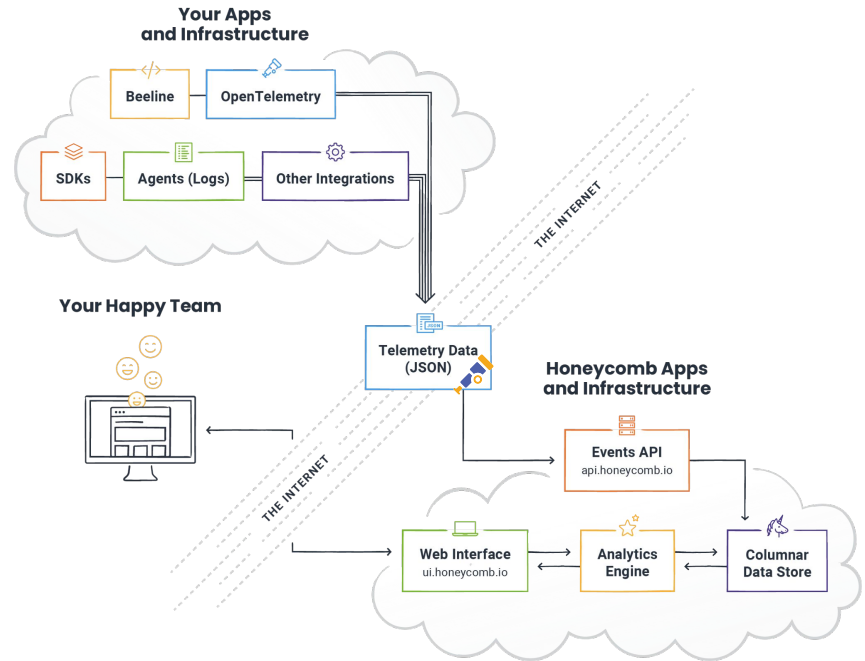 Your Apps
and Infrastructure
Beeline
OpenTelemetry
SDKs
Agents (Logs)
Other Integrations
THE INTERNET
Your Happy Team
JSON
Telemetry Data
(JSON)
Honeycomb Apps
and Infrastructure
Events API
api.honeycomb.io
THE INTERNET
Web Interface
ui.honeycomb.io
Analytics
Engine
Columnar
Data Store